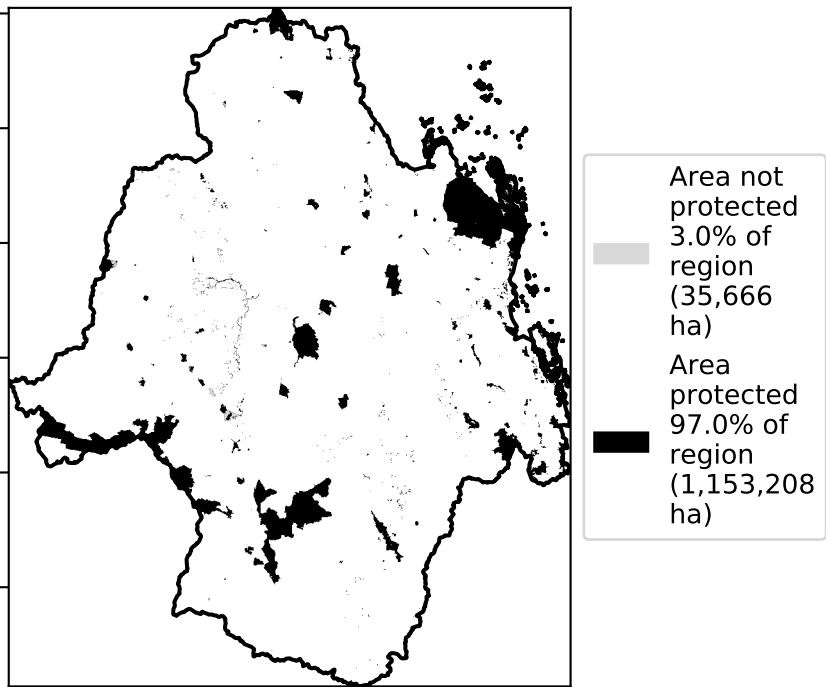 Area not
protected
3.0% of
region
(35,666
ha)
Area
protected
97.0% of
region
(1,153,208
ha)